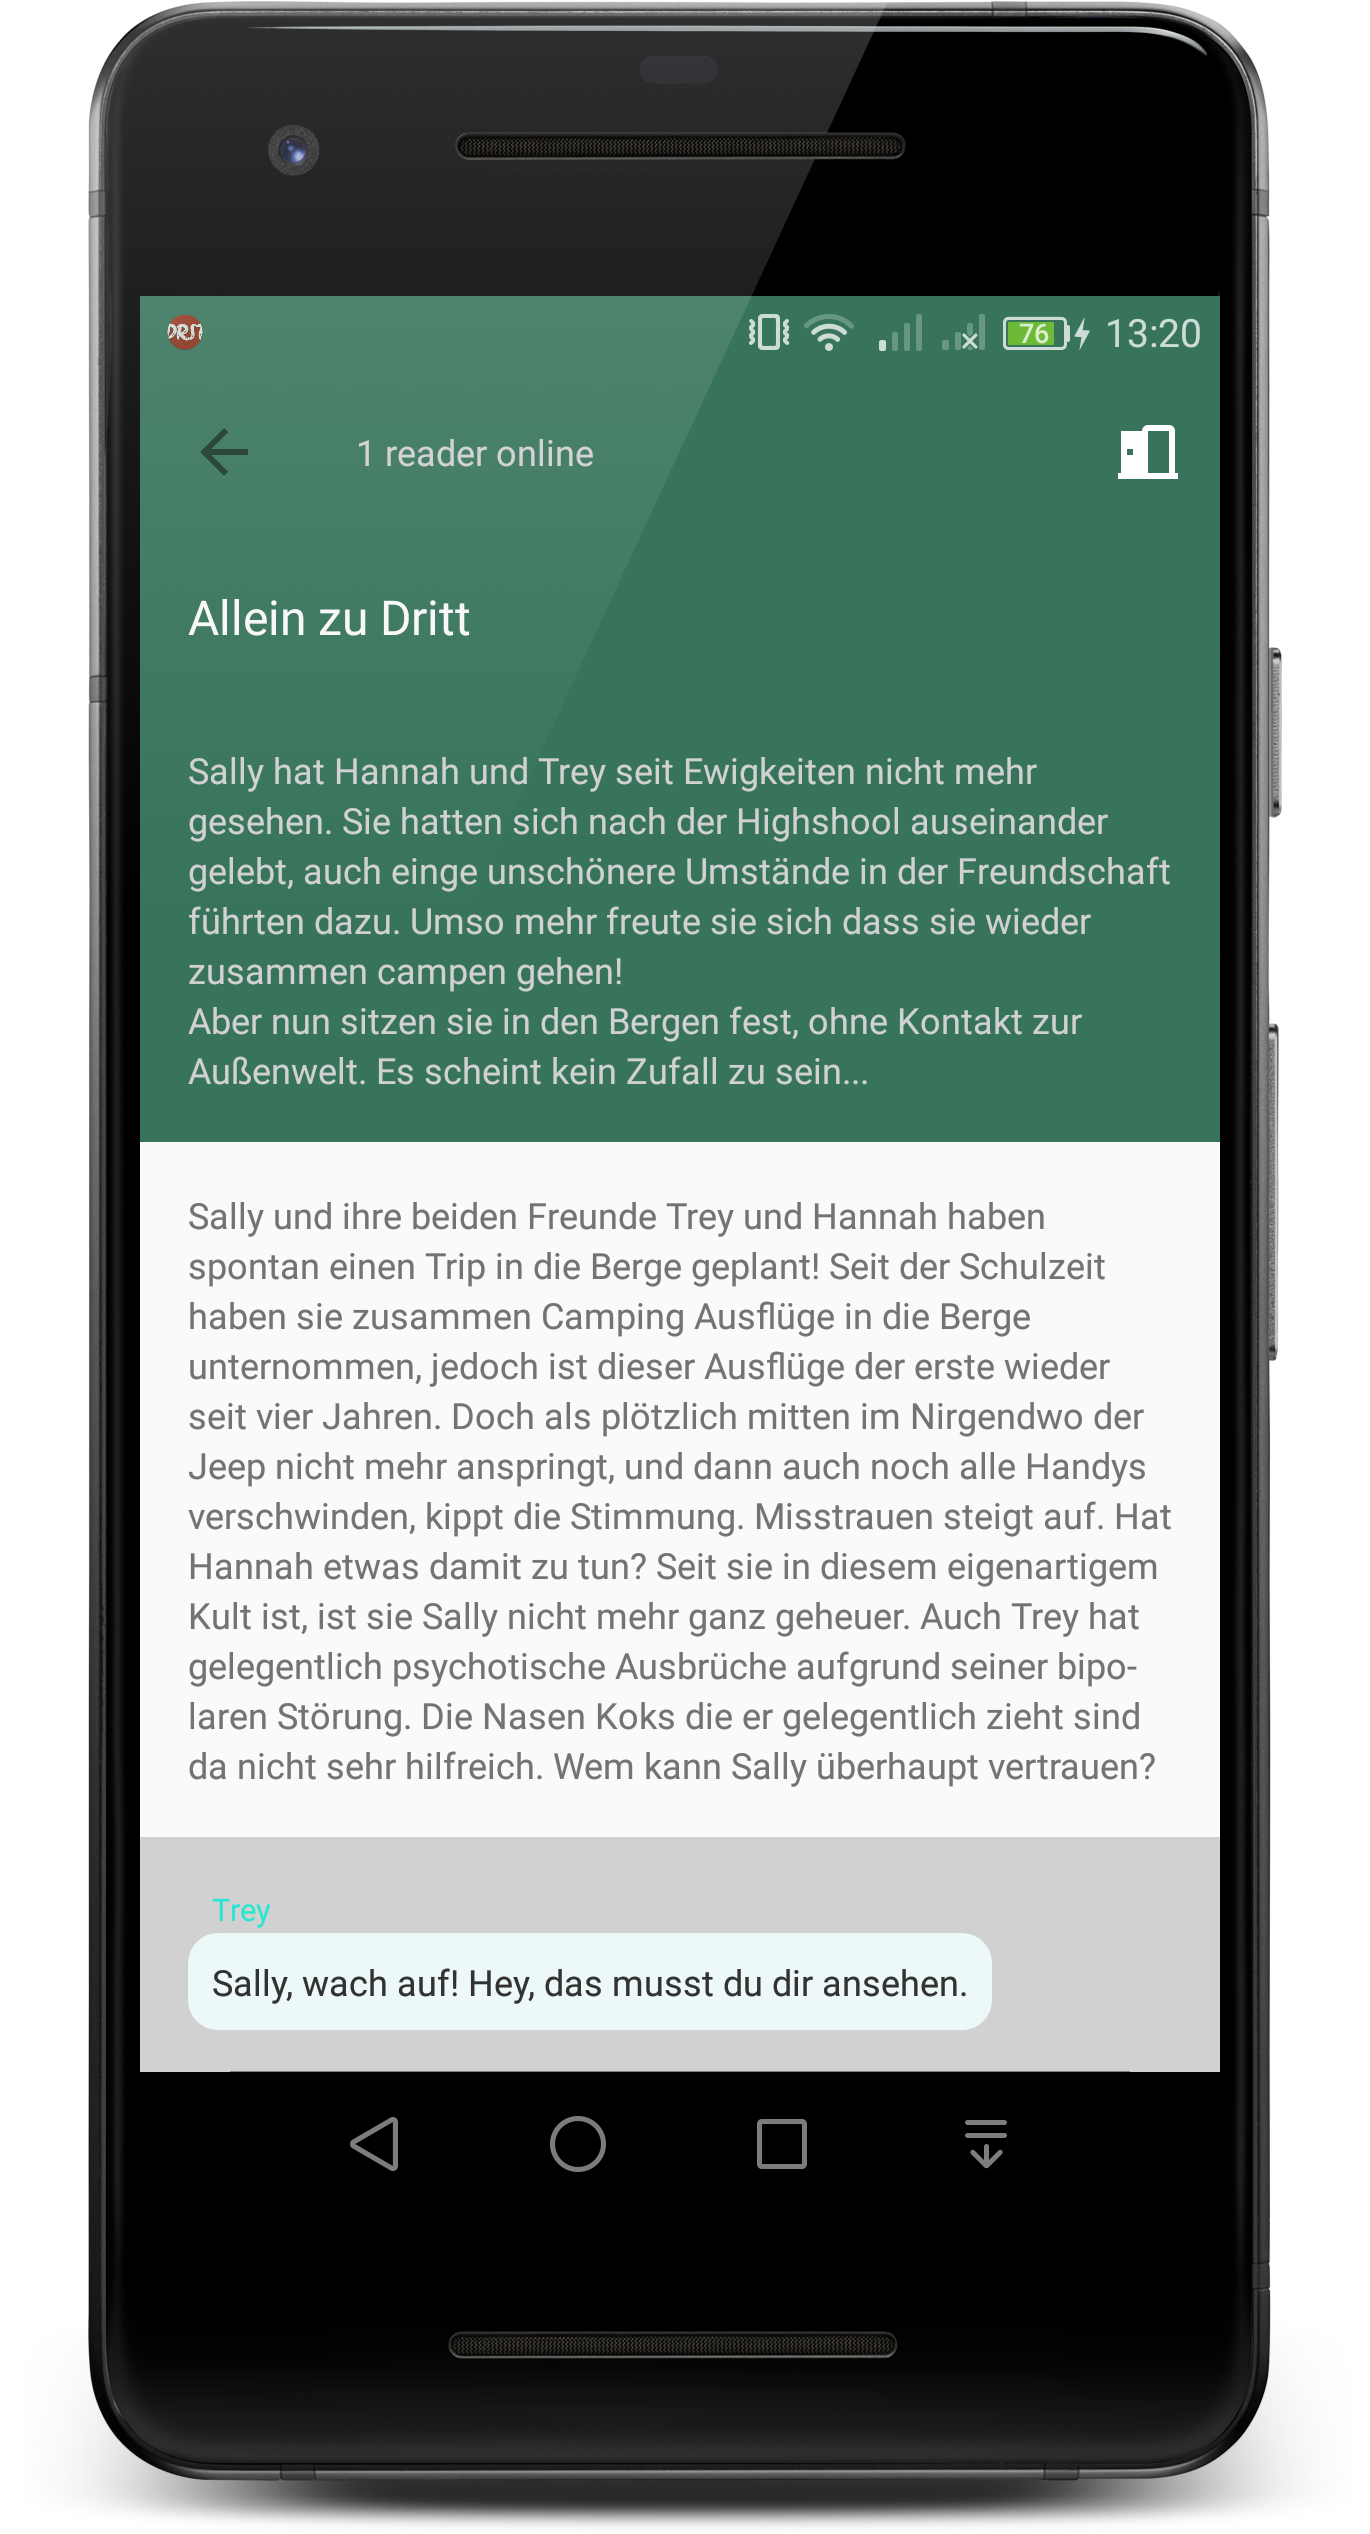 76
13:20
1 reader online
Allein zu Dritt
Sally hat Hannah und Trey seit Ewigkeiten nicht mehr
gesehen. Sie hatten sich nach der Highshool auseinander
gelebt, auch einge unschönere Umstände in der Freundschaft
führten dazu. Umso mehr freute sie sich dass sie wieder
zusammen campen gehen!
Aber nun sitzen sie in den Bergen fest, ohne Kontakt zur
Außenwelt. Es scheint kein Zufall zu sein...
Sally und ihre beiden Freunde Trey und Hannah haben
spontan einen Trip in die Berge geplant! Seit der Schulzeit
haben sie zusammen Camping Ausflüge in die Berge
unternommen, jedoch ist dieser Ausflüge der erste wieder
seit vier Jahren. Doch als plötzlich mitten im Nirgendwo der
Jeep nicht mehr anspringt, und dann auch noch alle Handys
verschwinden, kippt die Stimmung. Misstrauen steigt auf. Hat
Hannah etwas damit zu tun? Seit sie in diesem eigenartigem
Kult ist, ist sie Sally nicht mehr ganz geheuer. Auch Trey hat
gelegentlich psychotische Ausbrüche aufgrund seiner bipo-
laren Störung. Die Nasen Koks die er gelegentlich zieht sind
da nicht sehr hilfreich. Wem kann Sally überhaupt vertrauen?
Trey
Sally, wach auf! Hey, das musst du dir ansehen.